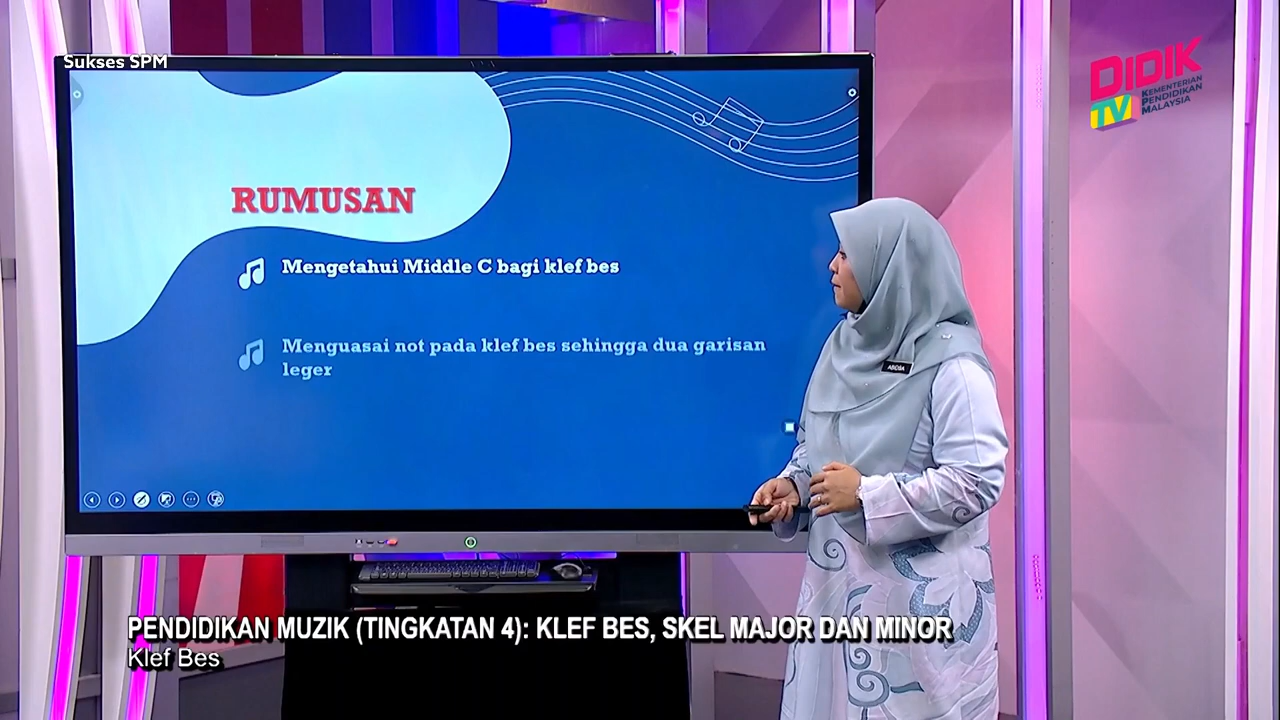 Sukses SPM
DIDIK
TV
KEMENTERIAN
PENDIDIKAN
MALAYSIA
RUMUSAN
Mengetahui Middle C bagi klef bes
Menguasai not pada klef bes sehingga dua garisan
leger
PENDIDIKAN MUZIK (TINGKATAN 4): KLEF BES, SKEL MAJOR DAN MINOR
Klef Bes